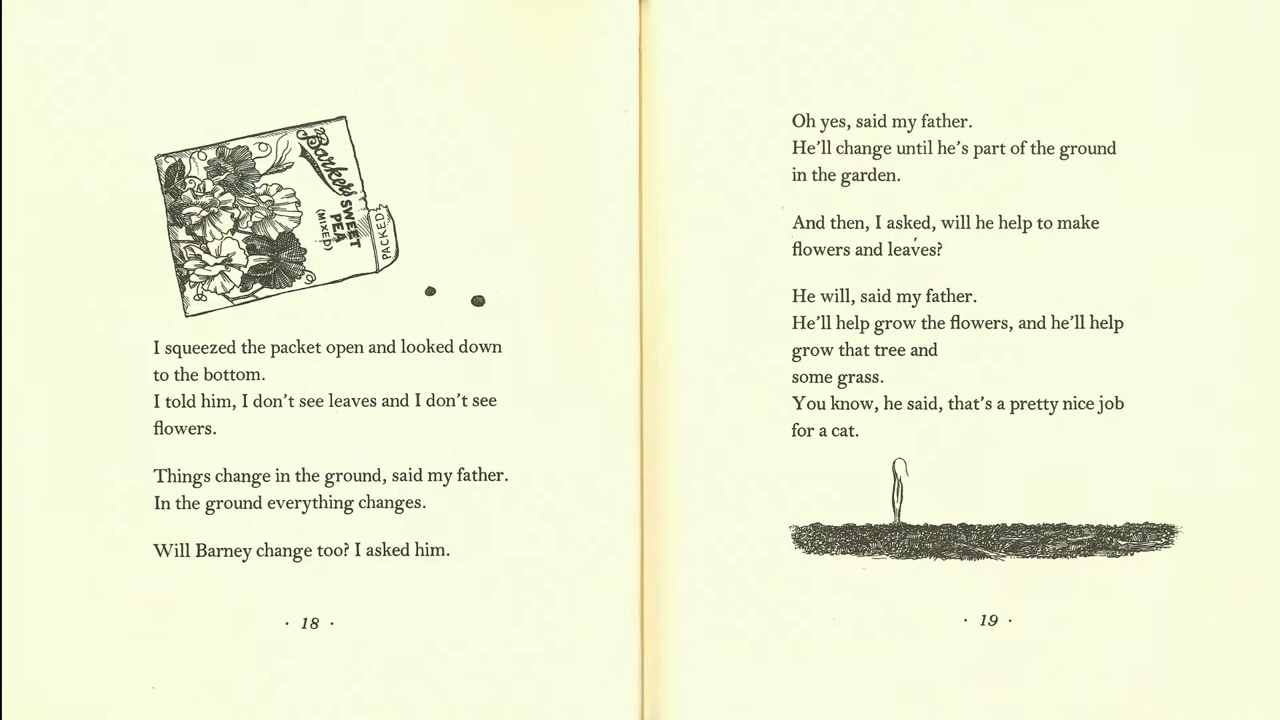 Barkers
SWEET
PEA
(MIXED)
PACKED
I squeezed the packet open and looked down
to the bottom.
I told him, I don't see leaves and I don't see
flowers.
Things change in the ground, said my father.
In the ground everything changes.
Will Barney change too? I asked him.
· 18 ·
Oh yes, said my father.
He'll change until he's part of the ground
in the garden.
And then, I asked, will he help to make
flowers and leaves?
He will, said my father.
He'll help grow the flowers, and he'll help
grow that tree and
some grass.
You know, he said, that's a pretty nice job
for a cat.
· 19 ·